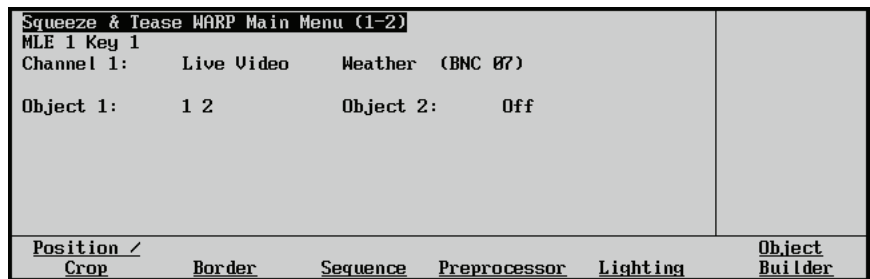 Squeeze & Tease WARP Main Menu (1-2)
MLE 1 Key 1
Channel 1: Live Video Weather (BNC 07)
Object 1: 1 2 Object 2: Off
Position / Crop
Border
Sequence
Preprocessor
Lighting
Object Builder